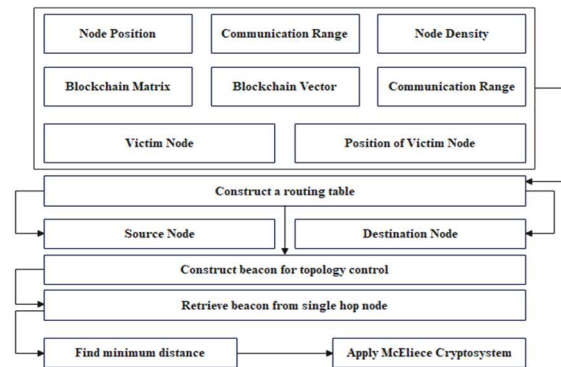 Node Position
Communication Range
Node Density
Blockchain Matrix
Blockchain Vector
Communication Range
Victim Node
Position of Victim Node
Construct a routing table
Source Node
Destination Node
Construct beacon for topology control
Retrieve beacon from single hop node
Find minimum distance
Apply McEliece Cryptosystem